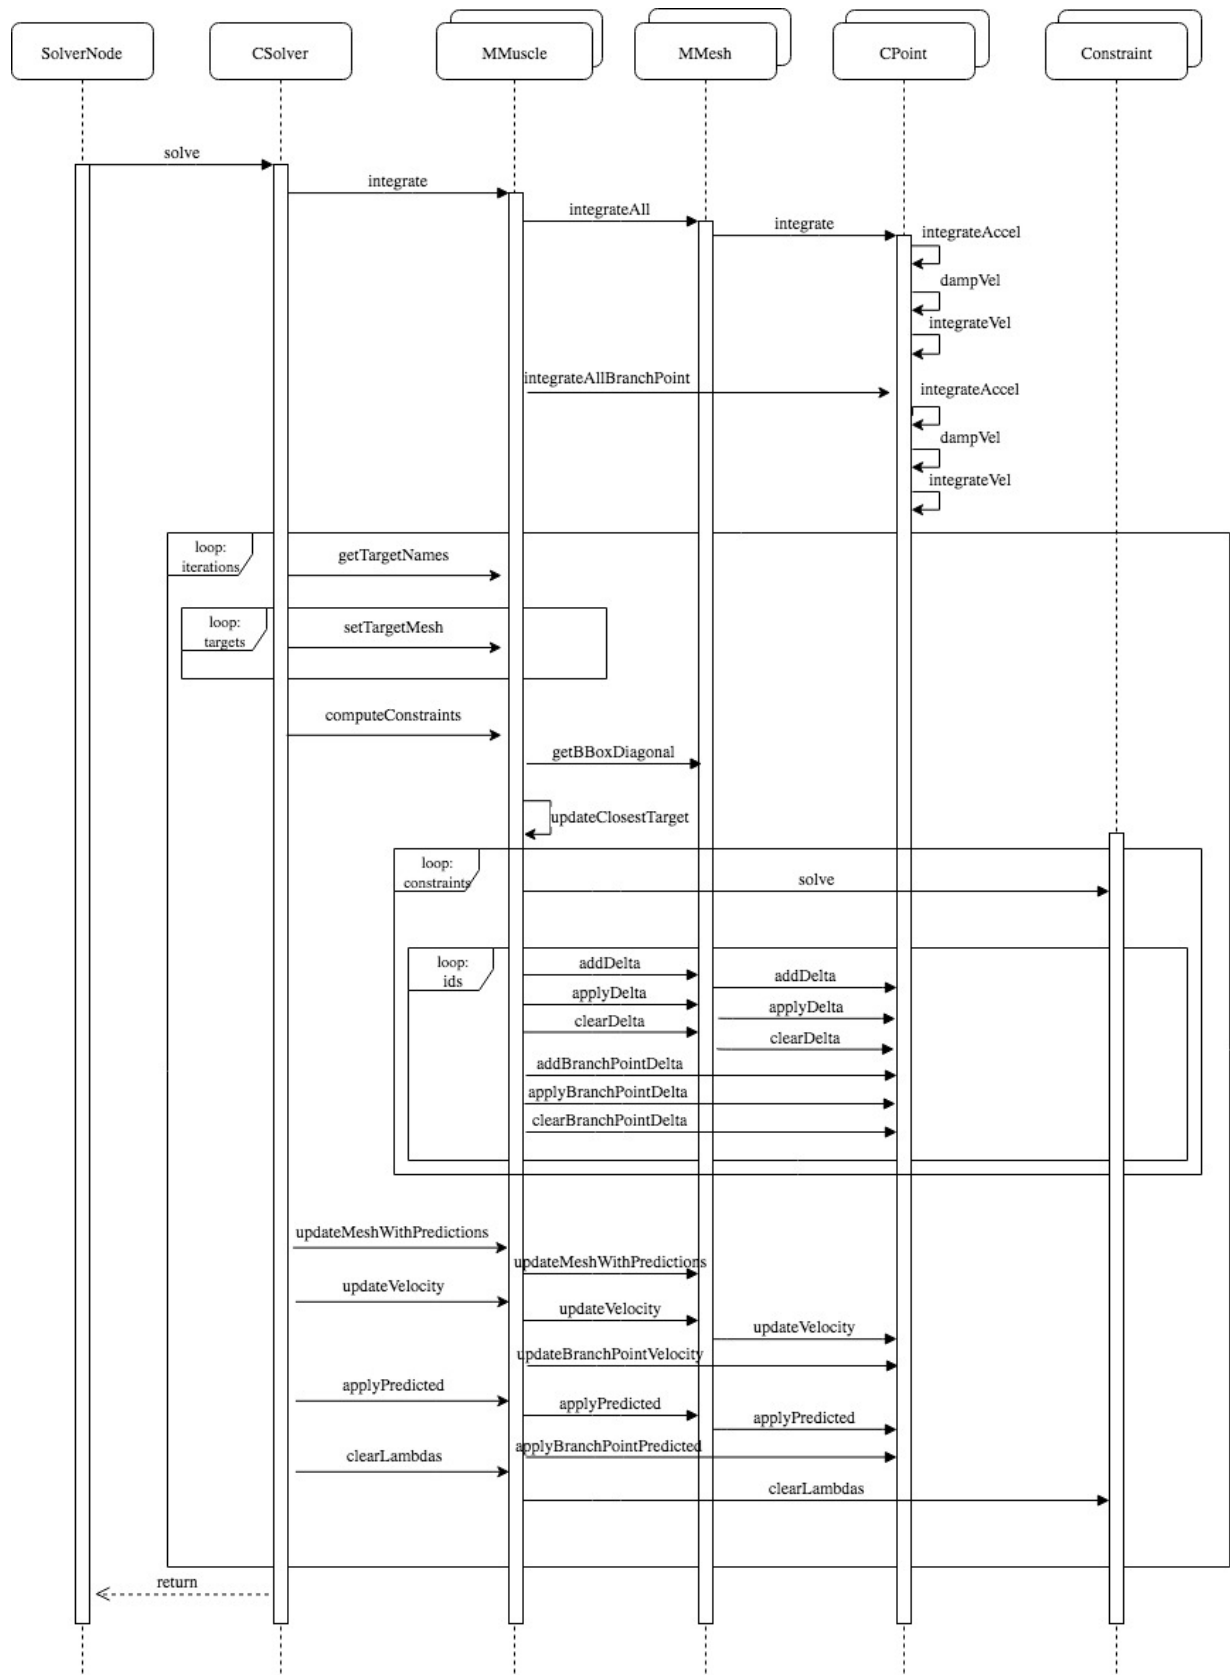 SolverNode
CSolver
MMuscle
MMesh
CPoint
Constraint
solve
integrate
integrateAll
integrate
integrateAccel
dampVel
integrateVel
integrateAllBranchPoint
integrateAccel
dampVel
integrateVel
loop:
iterations
getTargetNames
loop:
targets
setTargetMesh
computeConstraints
getBBoxDiagonal
updateClosestTarget
loop:
constraints
solve
loop:
ids
addDelta
addDelta
applyDelta
applyDelta
clearDelta
clearDelta
addBranchPointDelta
applyBranchPointDelta
clearBranchPointDelta
updateMeshWithPredictions
updateMeshWithPredictions
updateVelocity
updateVelocity
updateVelocity
updateBranchPointVelocity
applyPredicted
applyPredicted
applyPredicted
applyBranchPointPredicted
clearLambdas
clearLambdas
return